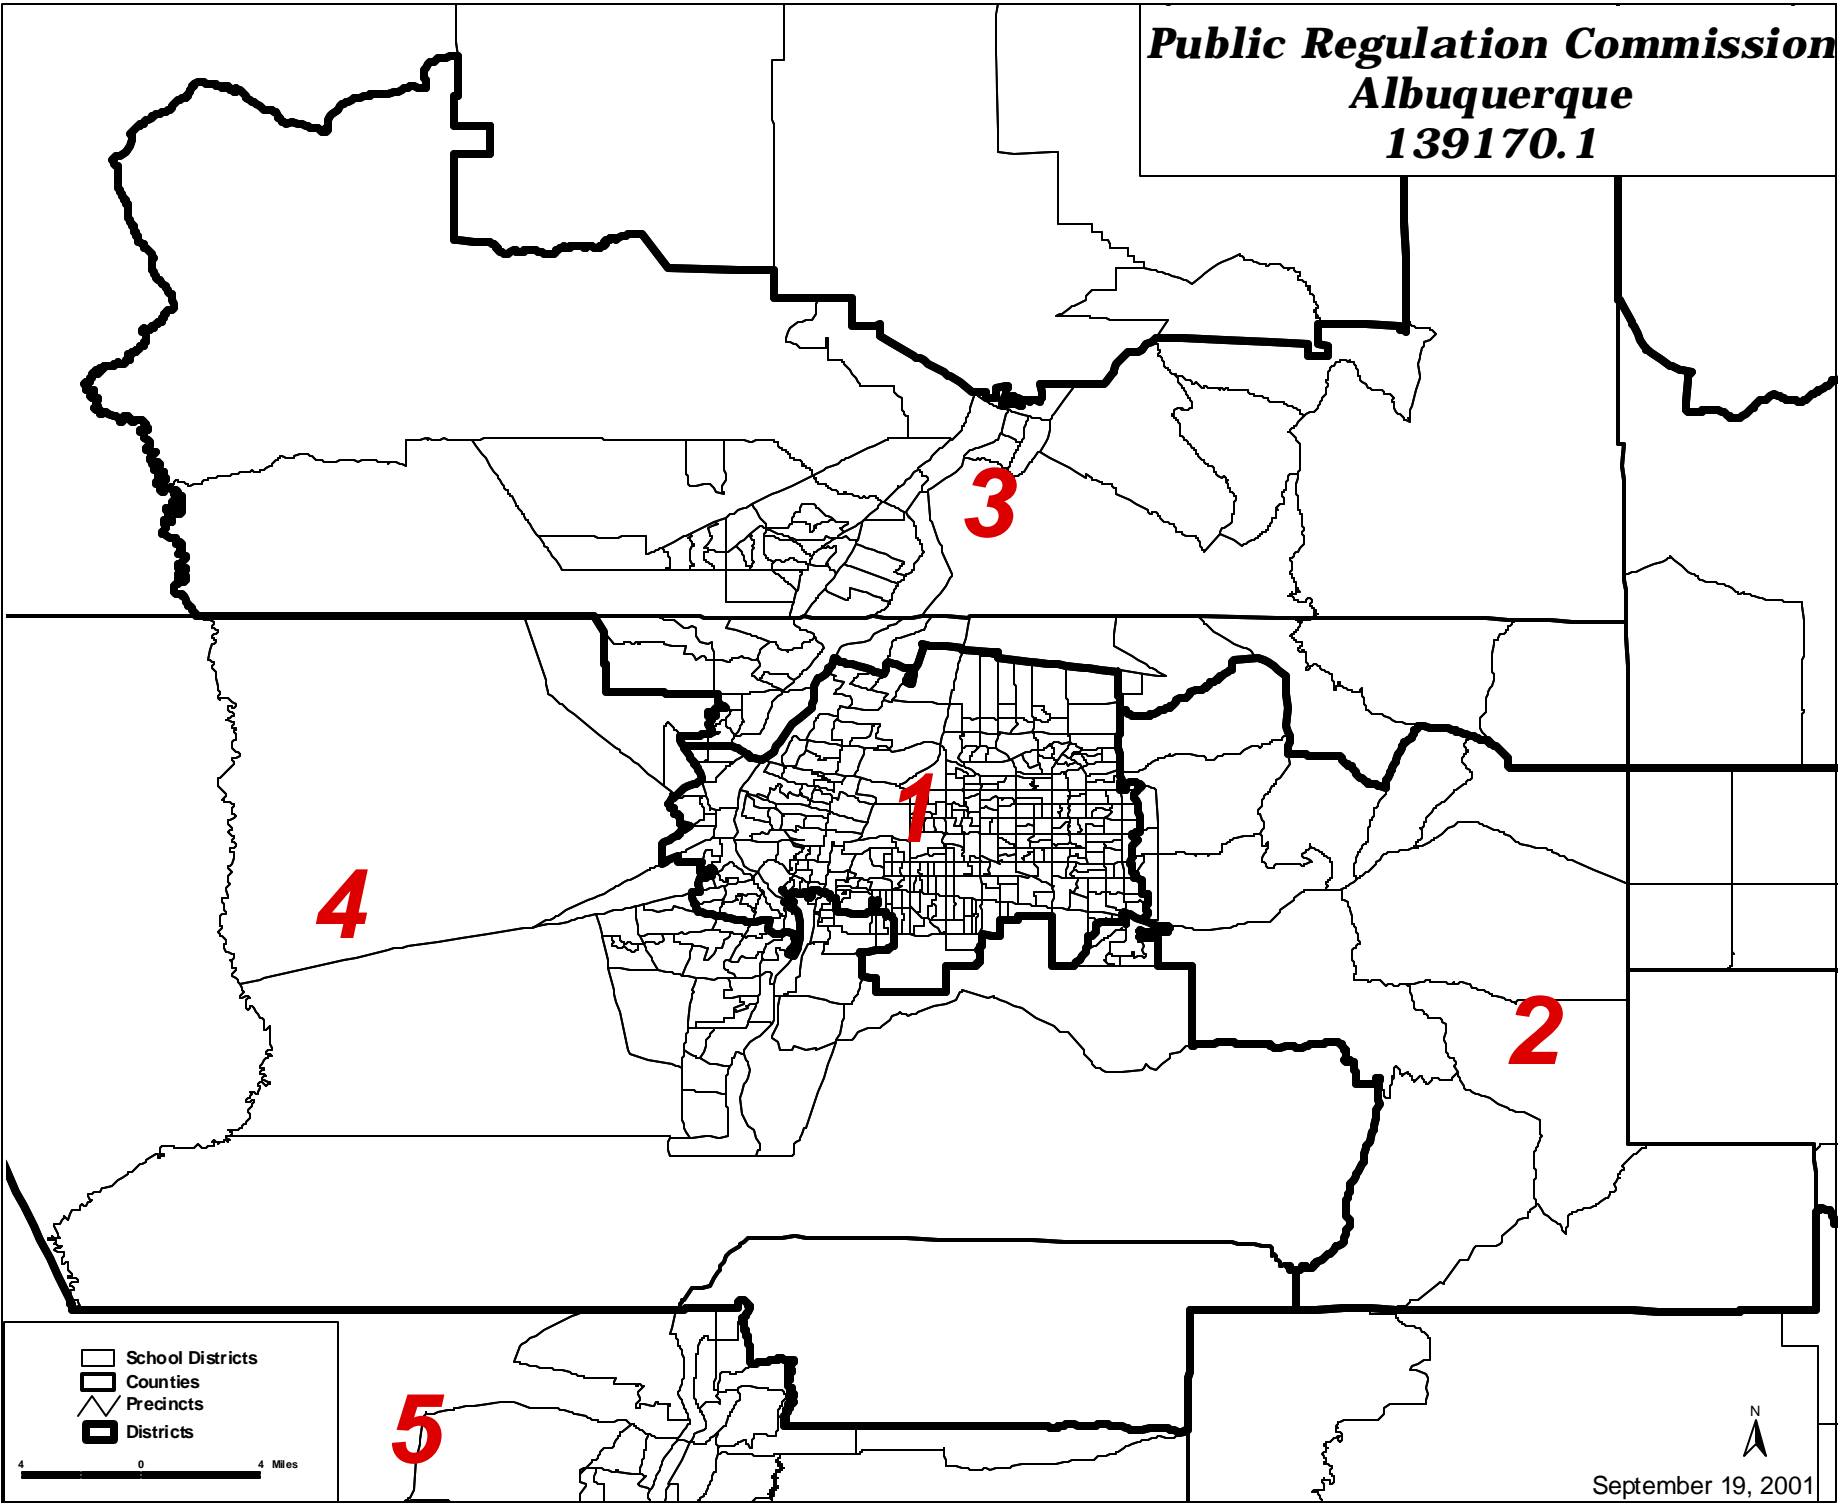 Public Regulation Commission
Albuquerque
139170.1
3
1
4
2
5
School Districts
Counties
Precincts
Districts
4 0 4 Miles
N
September 19, 2001